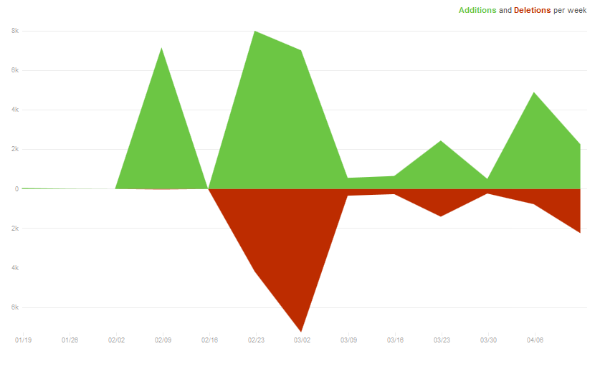 Additions and Deletions per week
8k
6k
4k
2k
0
2k
4k
6k
01/19 01/26 02/02 02/09 02/16 02/23 03/02 03/09 03/16 03/23 03/30 04/06